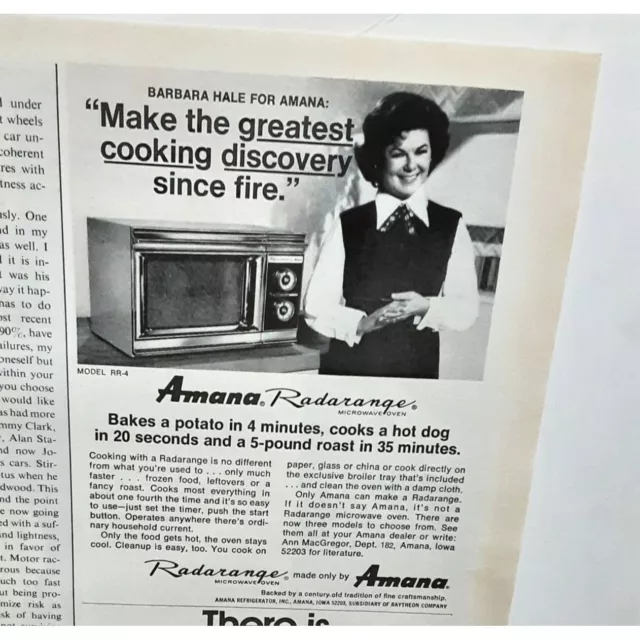 l under
t wheels
car un-
coherent
res with
tness ac-
usly. One
nd in my
as well. I
l it is in-
t was his
way it hap-
has to do
ost recent
90%, have
ailures, my
oneself but
within your
you choose
would like
as had more
mmy Clark,
, Alan Sta-
nd now Jo-
s cars. Stir-
tus when he
dwood. This
nd the point
e now going
ed with a suf-
and lightness,
in favor of
t. Motor rac-
rous because
uch too fast
ut being pro-
mize risk as
sk of having
BARBARA HALE FOR AMANA:
“Make the greatest
cooking discovery
since fire.”
MODEL RR-4
Amana. Radarange®
MICROWAVE OVEN
Bakes a potato in 4 minutes, cooks a hot dog
in 20 seconds and a 5-pound roast in 35 minutes.
Cooking with a Radarange is no different
from what you're used to . . . only much
faster . . . frozen food, leftovers or a
fancy roast. Cooks most everything in
about one fourth the time and it's so easy
to use—just set the timer, push the start
button. Operates anywhere there's ordi-
nary household current.
Only the food gets hot, the oven stays
cool. Cleanup is easy, too. You cook on
paper, glass or china or cook directly on
the exclusive broiler tray that's included
. . . and clean the oven with a damp cloth.
Only Amana can make a Radarange.
If it doesn't say Amana, it's not a
Radarange microwave oven. There are
now three models to choose from. See
them all at your Amana dealer or write:
Ann MacGregor, Dept. 182, Amana, Iowa
52203 for literature.
Radarange® made only by Amana.
MICROWAVE OVEN
Backed by a century-old tradition of fine craftsmanship.
AMANA REFRIGERATION, INC., AMANA, IOWA 52203, SUBSIDIARY OF RAYTHEON COMPANY
There is